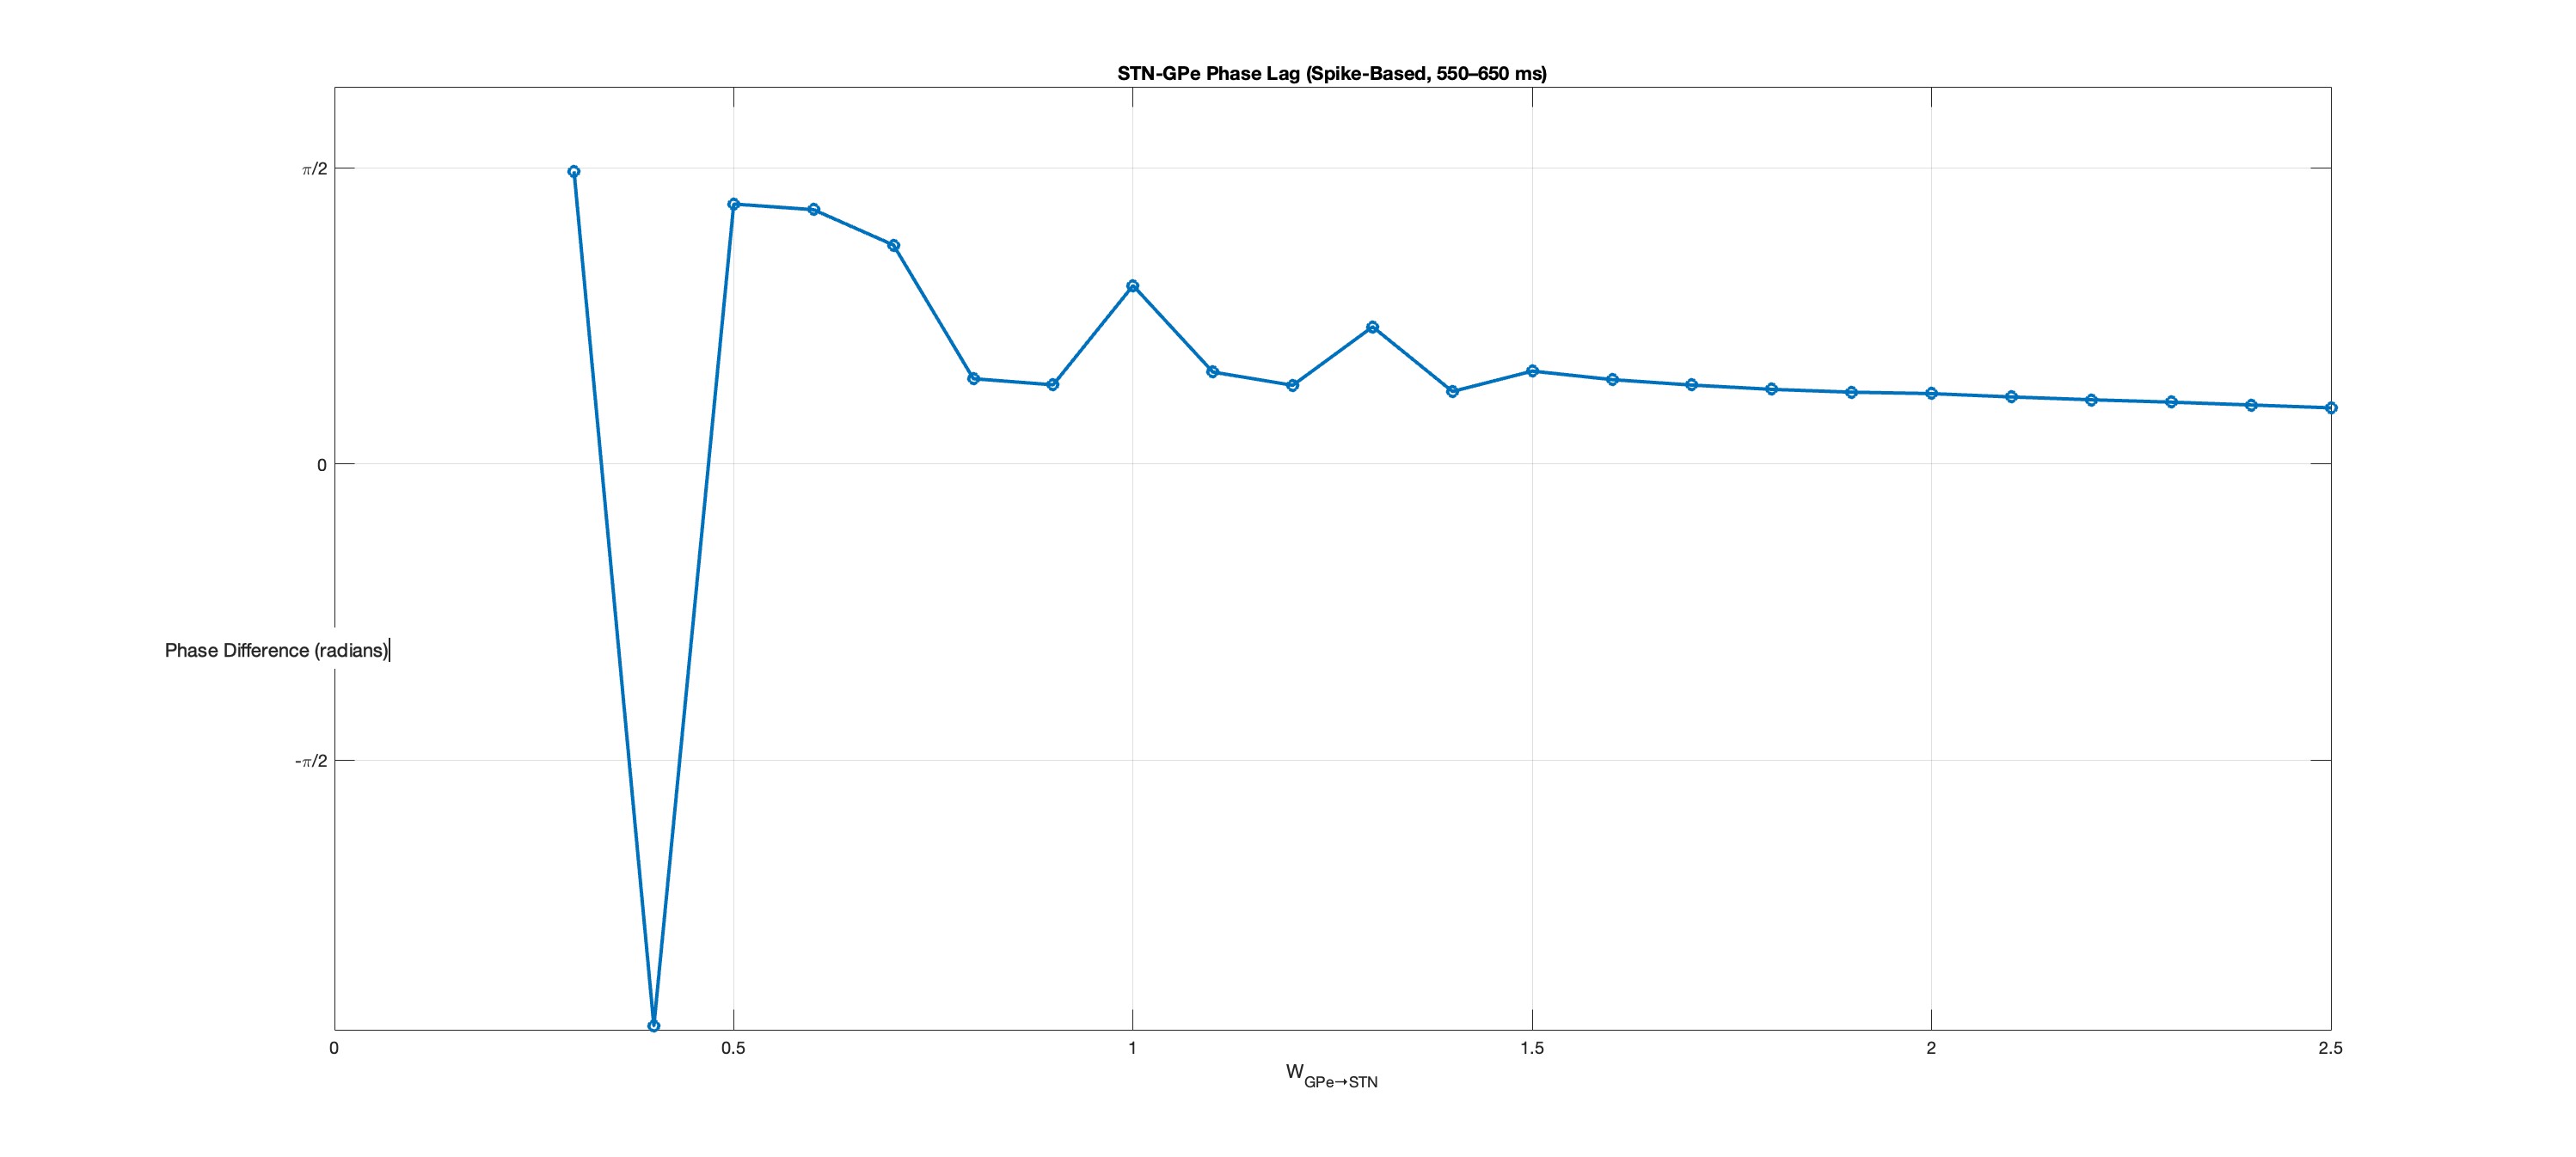 STN-GPe Phase Lag (Spike-Based, 550–650 ms)
π/2
0
Phase Difference (radians)
-π/2
0 0.5 1 1.5 2 2.5
W GPe→STN